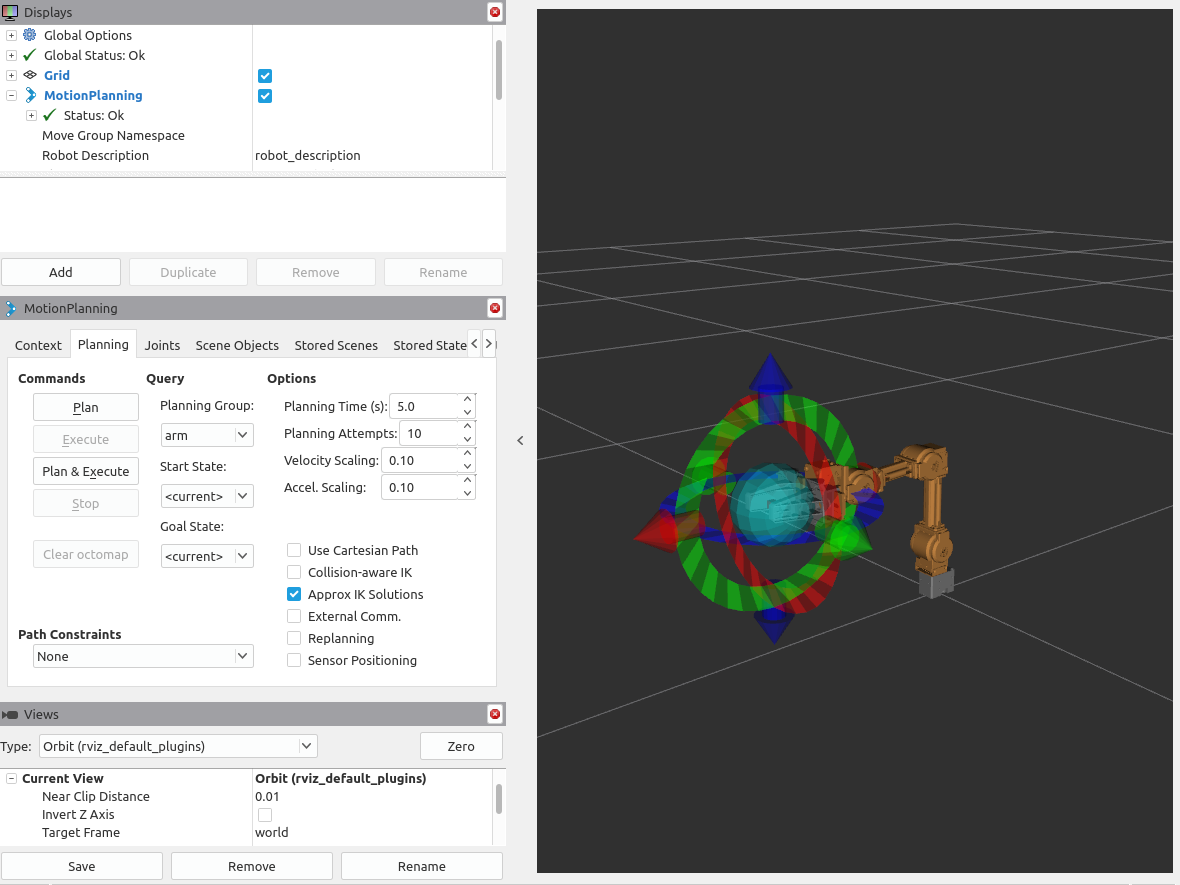 Displays
Global Options
Global Status: Ok
Grid
MotionPlanning
Status: Ok
Move Group Namespace
Robot Description robot_description
Add Duplicate Remove Rename
MotionPlanning
Context Planning Joints Scene Objects Stored Scenes Stored State
Commands Query Options
Plan
Execute
Plan & Execute
Stop
Clear octomap
Planning Group:
arm
Start State:
<current>
Goal State:
<current>
Planning Time (s): 5.0
Planning Attempts: 10
Velocity Scaling: 0.10
Accel. Scaling: 0.10
Use Cartesian Path
Collision-aware IK
Approx IK Solutions
External Comm.
Replanning
Sensor Positioning
Path Constraints
None
Views
Type: Orbit (rviz_default_plugins) Zero
Current View Orbit (rviz_default_plugins)
Near Clip Distance 0.01
Invert Z Axis
Target Frame world
Save Remove Rename